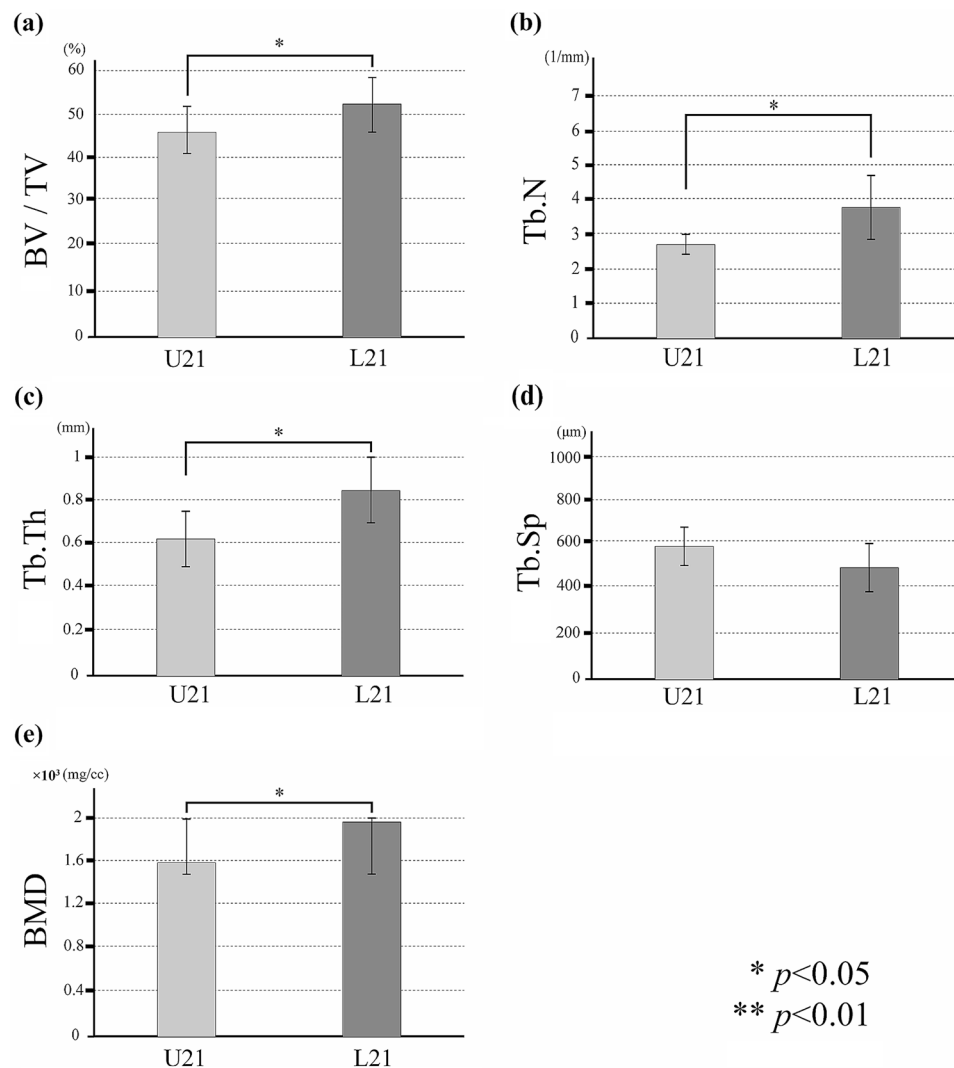 (a)
(%)
*
60
50
40
30
20
10
0
BV / TV
U21
L21
(b)
(1/mm)
*
7
6
5
4
3
2
1
0
Tb.N
U21
L21
(c)
(mm)
*
1
0.8
0.6
0.4
0.2
0
Tb.Th
U21
L21
(d)
(μm)
1000
800
600
400
200
0
Tb.Sp
U21
L21
(e)
×10³ (mg/cc)
*
2
1.6
1.2
0.8
0.4
0
BMD
U21
L21
* p<0.05
** p<0.01